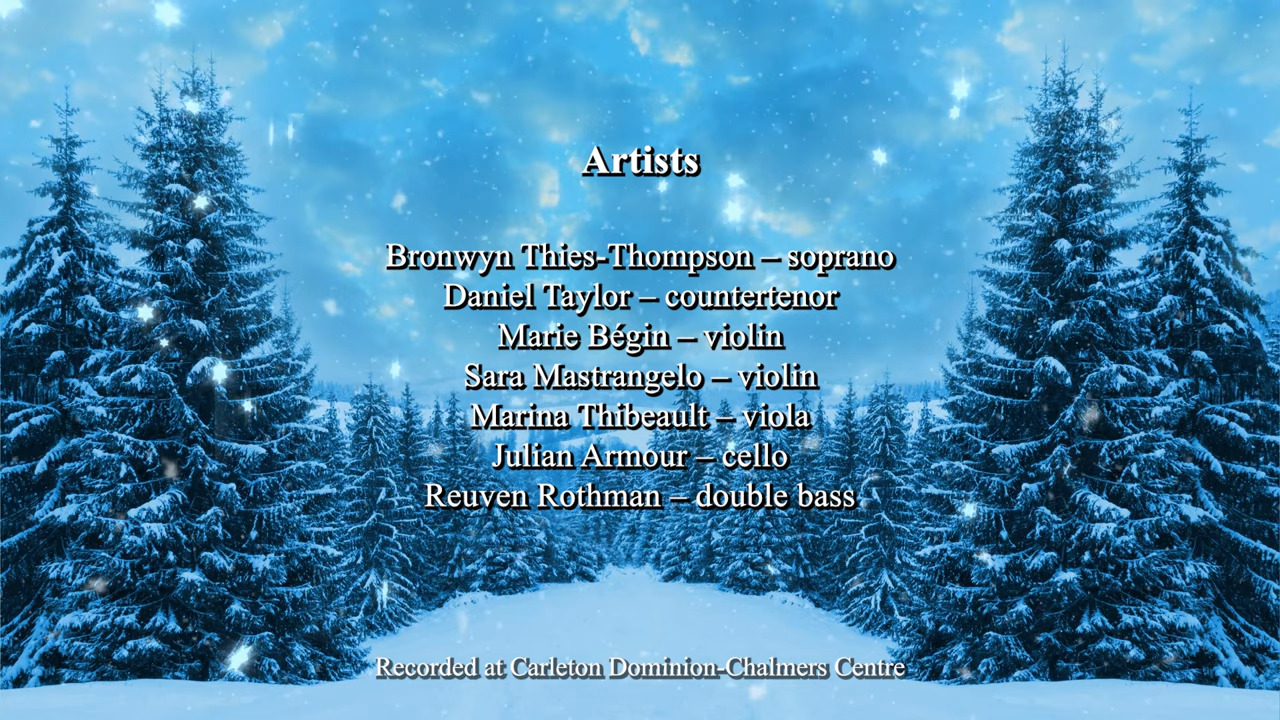 Artists
Bronwyn Thies-Thompson – soprano
Daniel Taylor – countertenor
Marie Bégin – violin
Sara Mastrangelo – violin
Marina Thibeault – viola
Julian Armour – cello
Reuven Rothman – double bass
Recorded at Carleton Dominion-Chalmers Centre